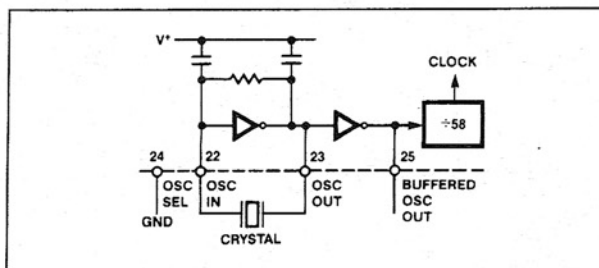 V+
CLOCK
÷58
24 22 23 25
OSC SEL
OSC IN
OSC OUT
BUFFERED OSC OUT
GND
CRYSTAL